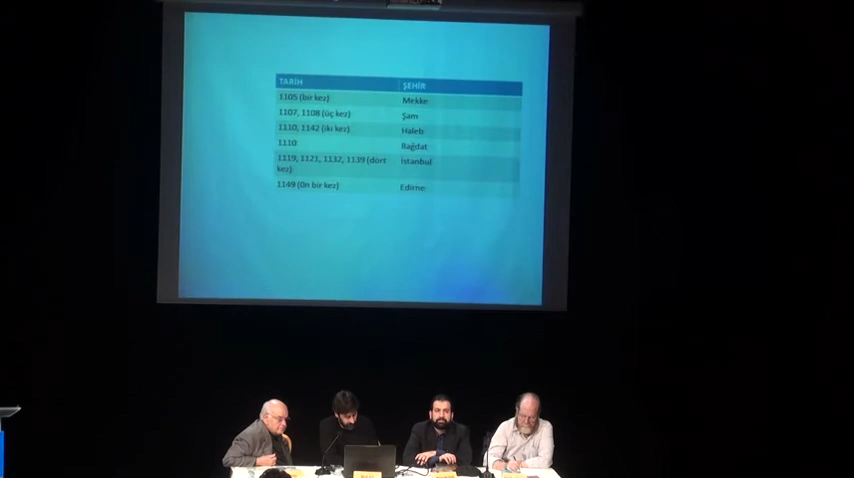 TARİH ŞEHİR
1105 (bir kez) Mekke
1107, 1108 (üç kez) Şam
1110, 1142 (iki kez) Haleb
1110 Bağdat
1119, 1121, 1132, 1139 (dört İstanbul
kez)
1149 (0n bir kez) Edirne